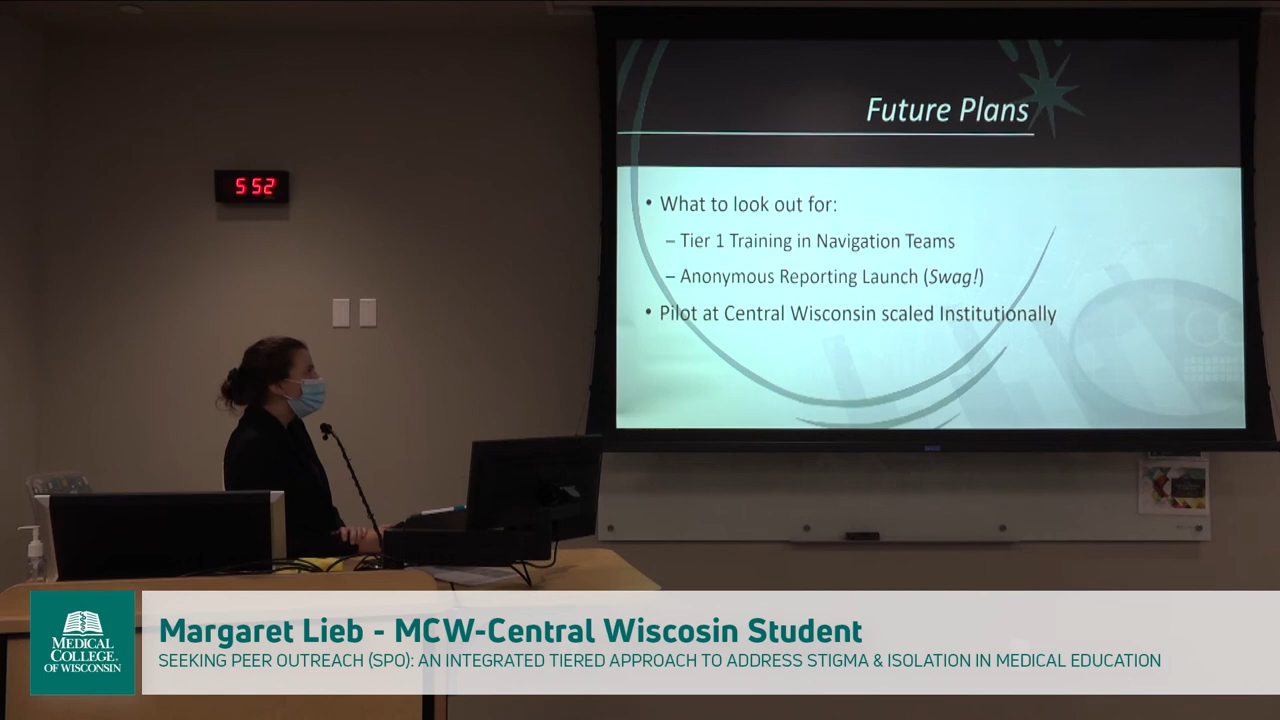 Future Plans
5 52
• What to look out for:
– Tier 1 Training in Navigation Teams
– Anonymous Reporting Launch (Swag!)
• Pilot at Central Wisconsin scaled Institutionally
MEDICAL
COLLEGE
OF WISCONSIN
Margaret Lieb - MCW-Central Wiscosin Student
SEEKING PEER OUTREACH (SPO): AN INTEGRATED TIERED APPROACH TO ADDRESS STIGMA & ISOLATION IN MEDICAL EDUCATION